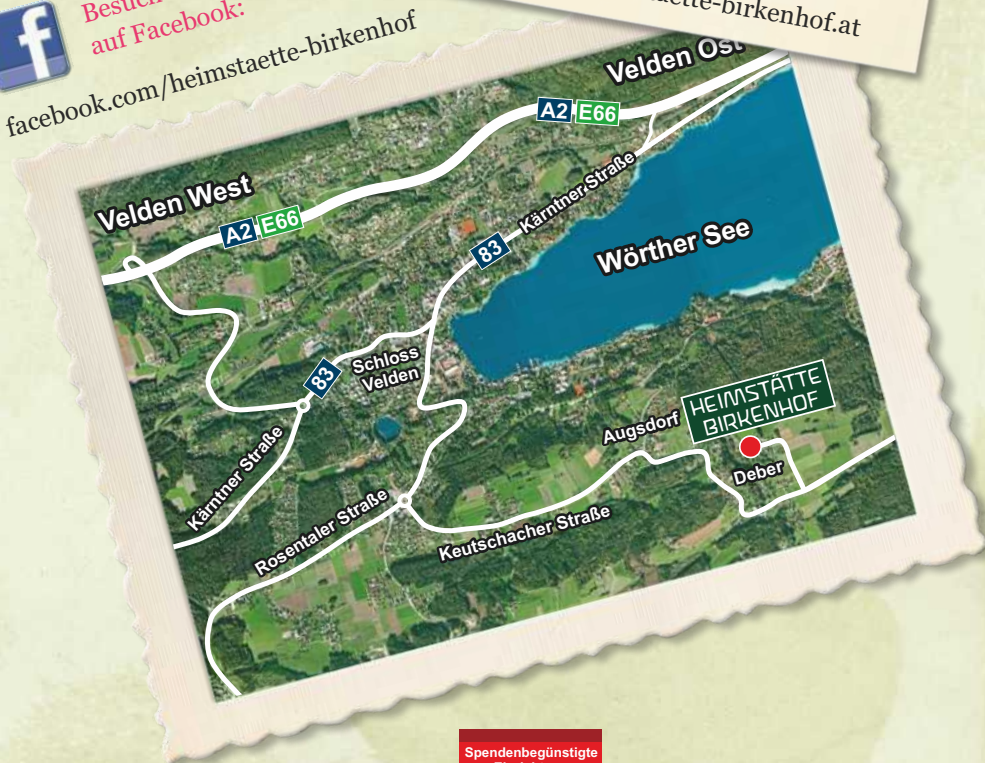 Besuch
auf Facebook:
facebook.com/heimstaette-birkenhof
aette-birkenhof.at
Velden Ost
A2 E66
Velden West
A2 E66
Kärntner Straße
83
Wörther See
83
Schloss
Velden
HEIMSTÄTTE
BIRKENHOF
Augsdorf
Deber
Kärntner Straße
Rosentaler Straße
Keutschacher Straße
Spendenbegünstigte